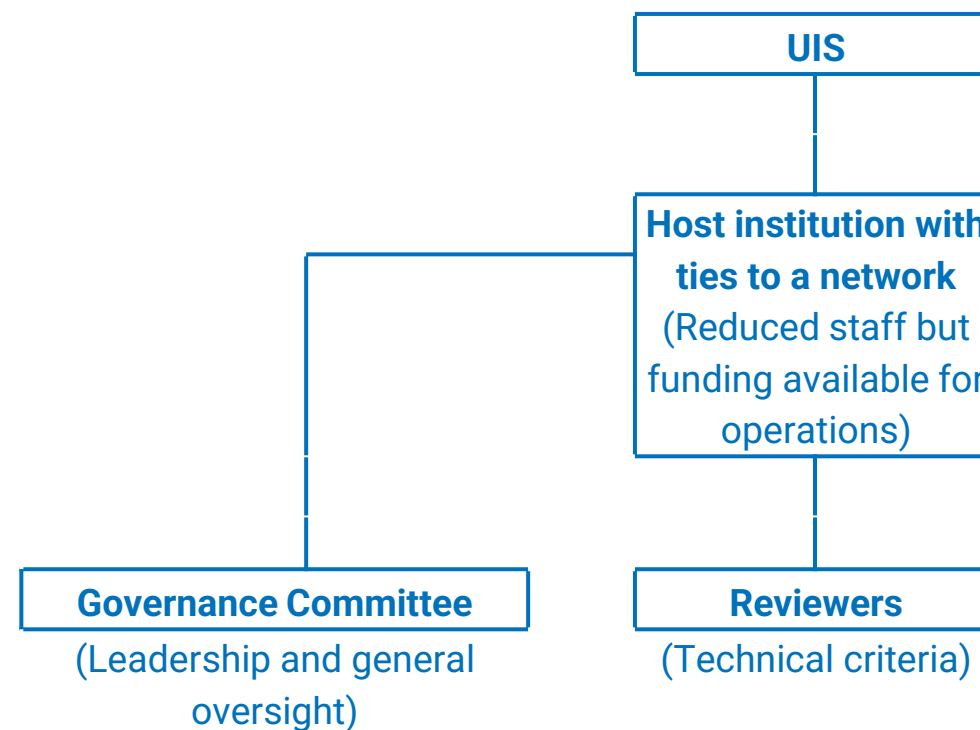 UIS
Host institution with
ties to a network
(Reduced staff but
funding available for
operations)
Governance Committee
(Leadership and general
oversight)
Reviewers
(Technical criteria)